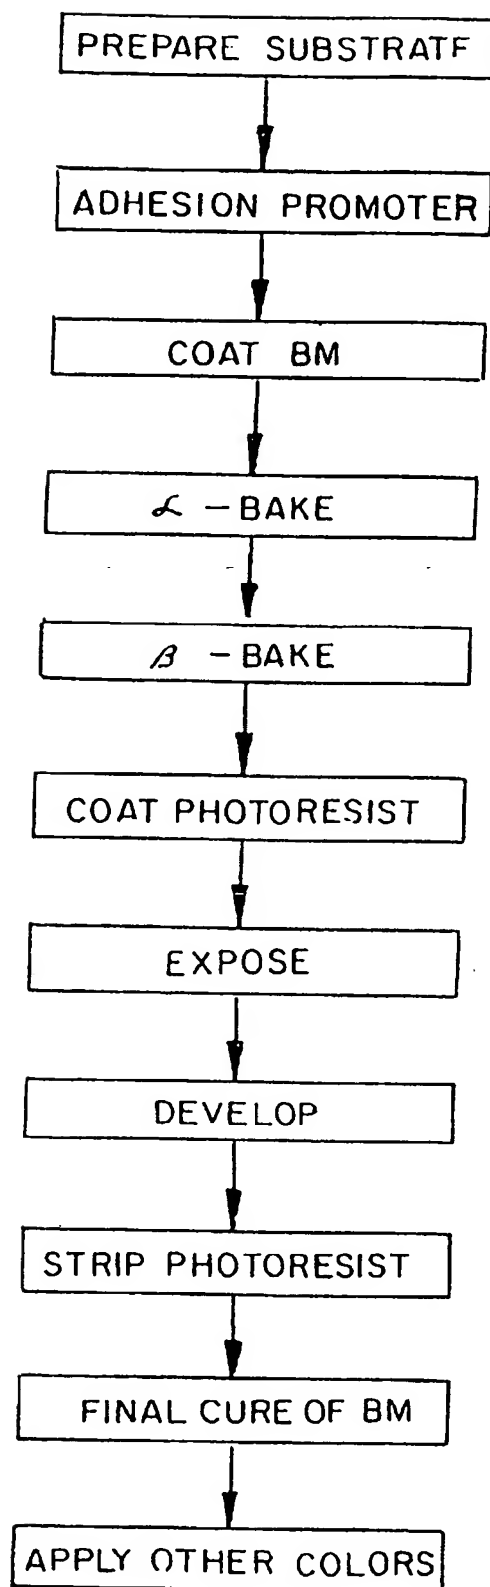 PREPARE SUBSTRATE
ADHESION PROMOTER
COAT BM
α - BAKE
β - BAKE
COAT PHOTORESIST
EXPOSE
DEVELOP
STRIP PHOTORESIST
FINAL CURE OF BM
APPLY OTHER COLORS